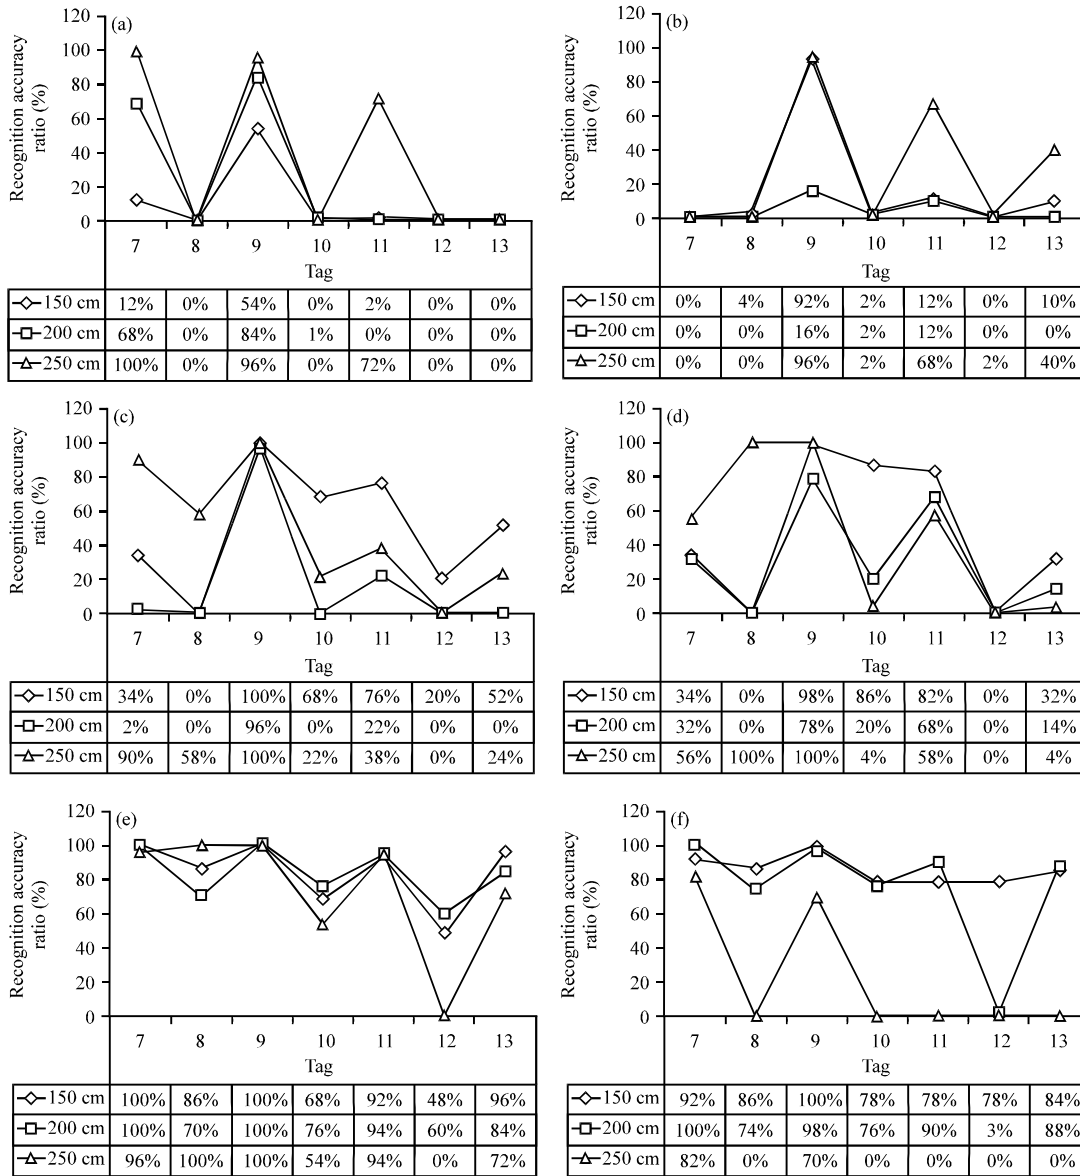 (a)
Recognition accuracy
ratio (%)
120
100
80
60
40
20
0
7 8 9 10 11 12 13
Tag
150 cm 12% 0% 54% 0% 2% 0% 0%
200 cm 68% 0% 84% 1% 0% 0% 0%
250 cm 100% 0% 96% 0% 72% 0% 0%
(b)
Recognition accuracy
ratio (%)
120
100
80
60
40
20
0
7 8 9 10 11 12 13
Tag
150 cm 0% 4% 92% 2% 12% 0% 10%
200 cm 0% 0% 16% 2% 12% 0% 0%
250 cm 0% 0% 96% 2% 68% 2% 40%
(c)
Recognition accuracy
ratio (%)
120
100
80
60
40
20
0
7 8 9 10 11 12 13
Tag
150 cm 34% 0% 100% 68% 76% 20% 52%
200 cm 2% 0% 96% 0% 22% 0% 0%
250 cm 90% 58% 100% 22% 38% 0% 24%
(d)
Recognition accuracy
ratio (%)
120
100
80
60
40
20
0
7 8 9 10 11 12 13
Tag
150 cm 34% 0% 98% 86% 82% 0% 32%
200 cm 32% 0% 78% 20% 68% 0% 14%
250 cm 56% 100% 100% 4% 58% 0% 4%
(e)
Recognition accuracy
ratio (%)
120
100
80
60
40
20
0
7 8 9 10 11 12 13
Tag
150 cm 100% 86% 100% 68% 92% 48% 96%
200 cm 100% 70% 100% 76% 94% 60% 84%
250 cm 96% 100% 100% 54% 94% 0% 72%
(f)
Recognition accuracy
ratio (%)
120
100
80
60
40
20
0
7 8 9 10 11 12 13
Tag
150 cm 92% 86% 100% 78% 78% 78% 84%
200 cm 100% 74% 98% 76% 90% 3% 88%
250 cm 82% 0% 70% 0% 0% 0% 0%